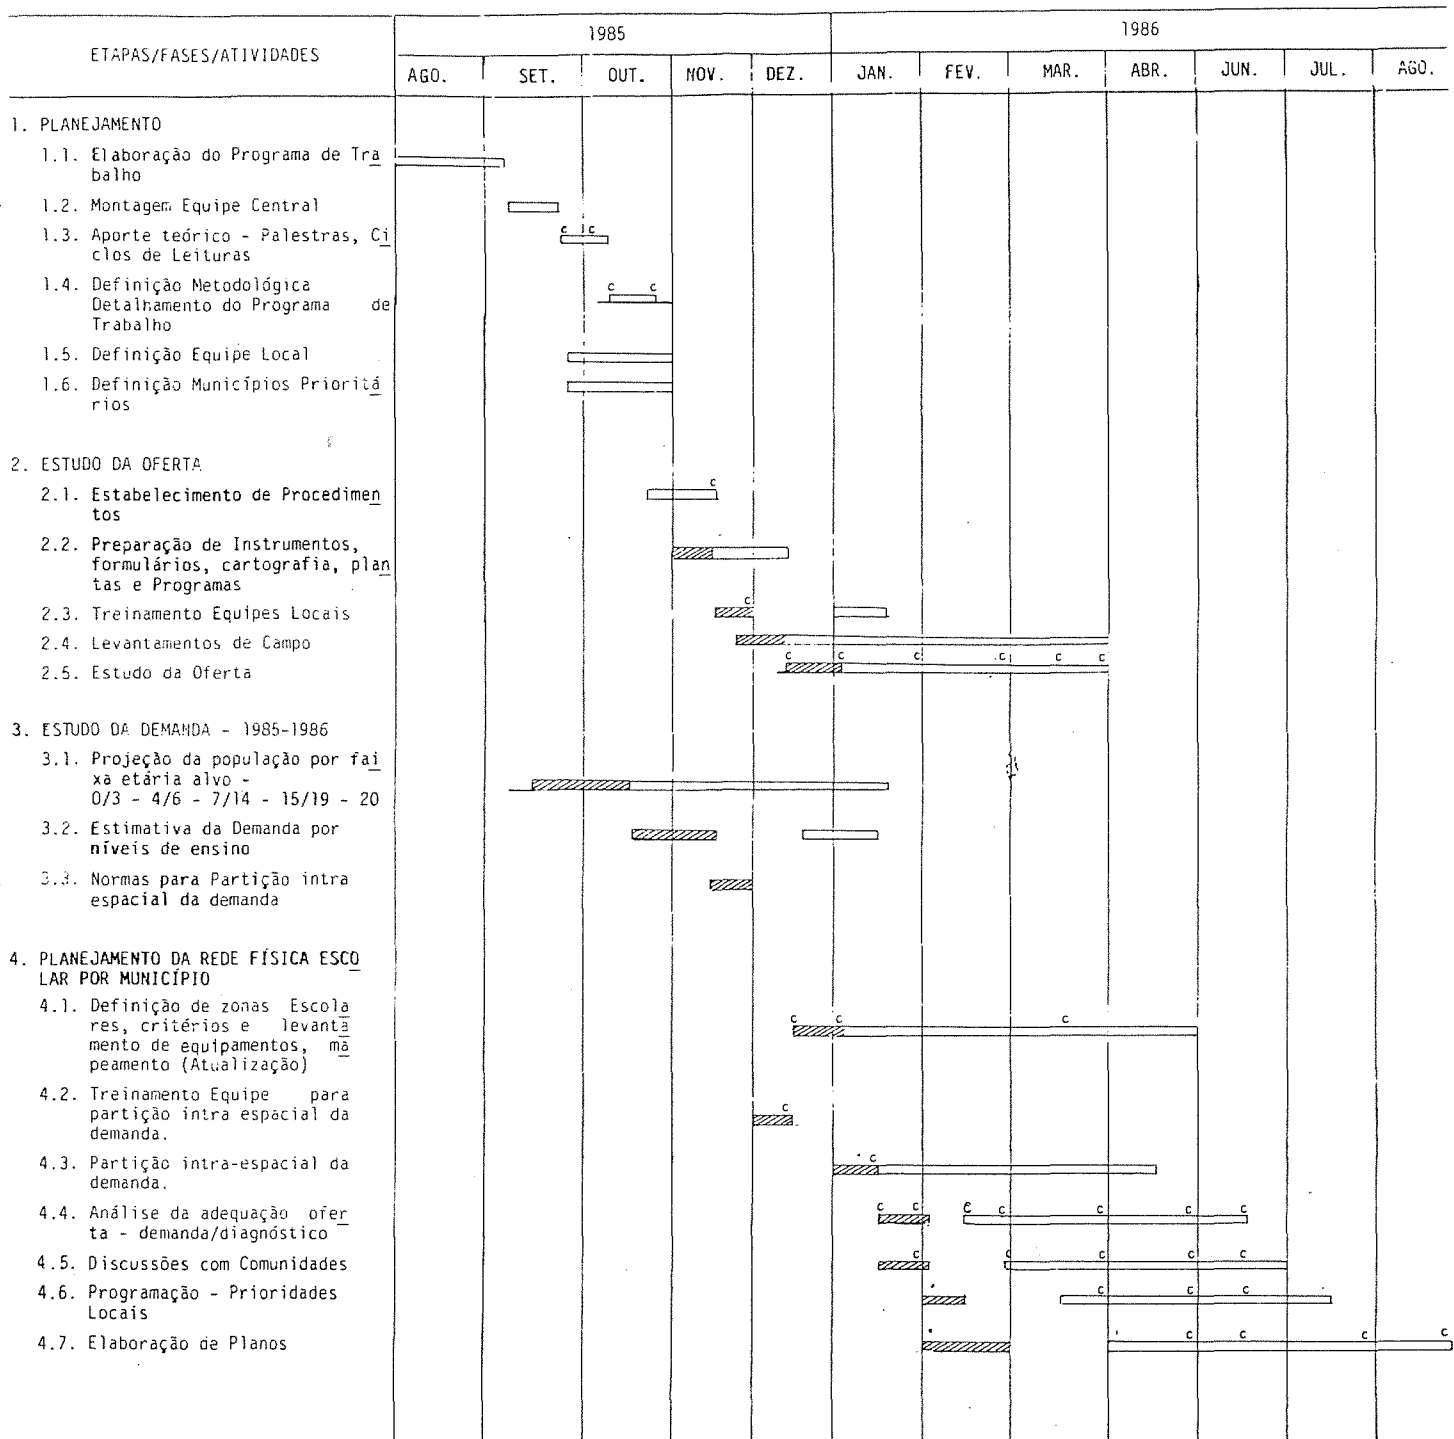 1985
1986
ETAPAS/FASES/ATIVIDADES
AGO. SET. OUT. NOV. DEZ. JAN. FEV. MAR. ABR. JUN. JUL. AGO.
1. PLANEJAMENTO
1.1. Elaboração do Programa de Tra
balho
1.2. Montagem Equipe Central
c c
1.3. Aporte teórico - Palestras, Ci
clos de Leituras
c c
1.4. Definição Metodológica
Detalhamento do Programa de
Trabalho
1.5. Definição Equipe Local
1.6. Definição Municípios Prioritá
rios
2. ESTUDO DA OFERTA
c
2.1. Estabelecimento de Procedimen
tos
2.2. Preparação de Instrumentos,
formulários, cartografia, plan
tas e Programas
c
2.3. Treinamento Equipes Locais
2.4. Levantamentos de Campo
c c c c c c
2.5. Estudo da Oferta
3. ESTUDO DA DEMANDA - 1985-1986
3.1. Projeção da população por fai
xa etária alvo -
0/3 - 4/6 - 7/14 - 15/19 - 20
3.2. Estimativa da Demanda por
níveis de ensino
3.3. Normas para Partição intra
espacial da demanda
4. PLANEJAMENTO DA REDE FÍSICA ESCO
LAR POR MUNICÍPIO
4.1. Definição de zonas Escola
c c c
res, critérios e levanta
mento de equipamentos, ma
peamento (Atualização)
4.2. Treinamento Equipe para
c
partição intra espacial da
demanda.
c
4.3. Partição intra-espacial da
demanda.
c c c c c c c
4.4. Análise da adequação ofer
ta - demanda/diagnóstico
c c c c c
4.5. Discussões com Comunidades
c c c
4.6. Programação - Prioridades
Locais
c c c c
4.7. Elaboração de Planos